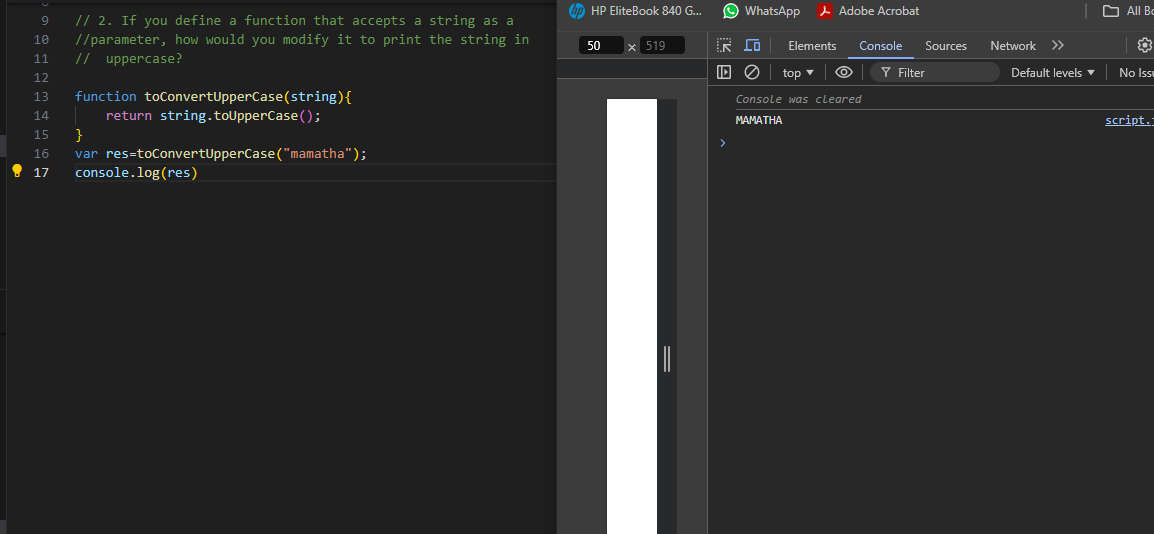 8
9 // 2. If you define a function that accepts a string as a
10 //parameter, how would you modify it to print the string in
11 //  uppercase?
12
13 function toConvertUpperCase(string){
14     return string.toUpperCase();
15 }
16 var res=toConvertUpperCase("mamatha");
17 console.log(res)
HP EliteBook 840 G... WhatsApp Adobe Acrobat All Bo
50 × 519
Elements Console Sources Network
top Filter Default levels No Issu
Console was cleared
MAMATHA script.j